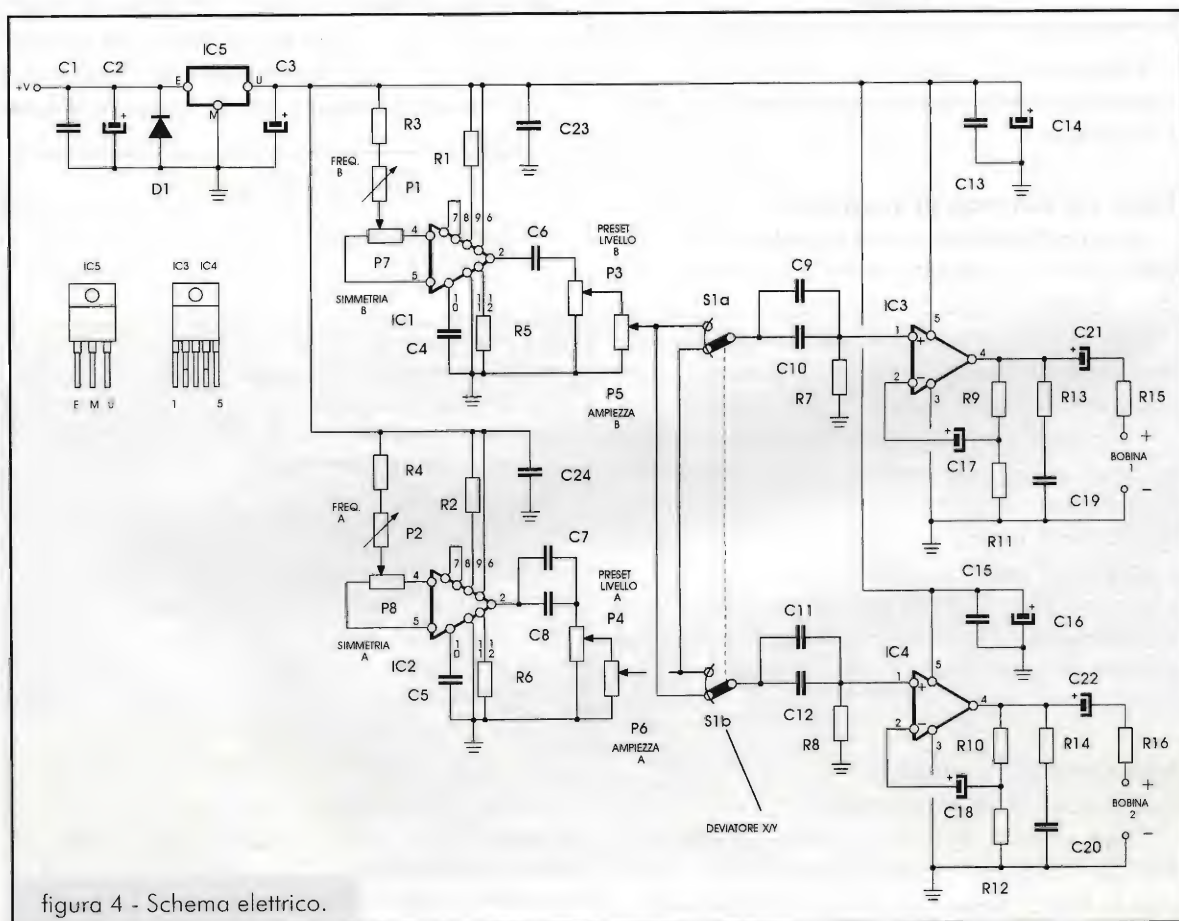 IC5
C1
C2
C3
+V
E
U
M
D1
R3
FREQ.
B
P1
R1
C23
C13
C14
7
8
9
6
4
5
2
P7
SIMMETRIA
B
IC1
10
11
12
C4
R5
C6
PRESET
LIVELLO
B
P3
P5
AMPIEZZA
B
S1a
C9
C10
R7
IC3
1
+
2
3
4
5
C17
R9
R11
R13
C19
C21
+
R15
+
BOBINA
1
−
IC5
E M U
IC3 IC4
1 5
R4
FREQ.
A
P2
R2
C24
7
8
9
6
4
5
2
P8
SIMMETRIA
A
IC2
10
11
12
C5
R6
C7
C8
PRESET
LIVELLO
A
P4
P6
AMPIEZZA
A
S1b
DEVIATORE X/Y
C11
C12
R8
C15
C16
IC4
1
+
2
−
3
4
5
C18
R10
R12
R14
C20
C22
+
R16
+
BOBINA
2
−
figura 4 - Schema elettrico.